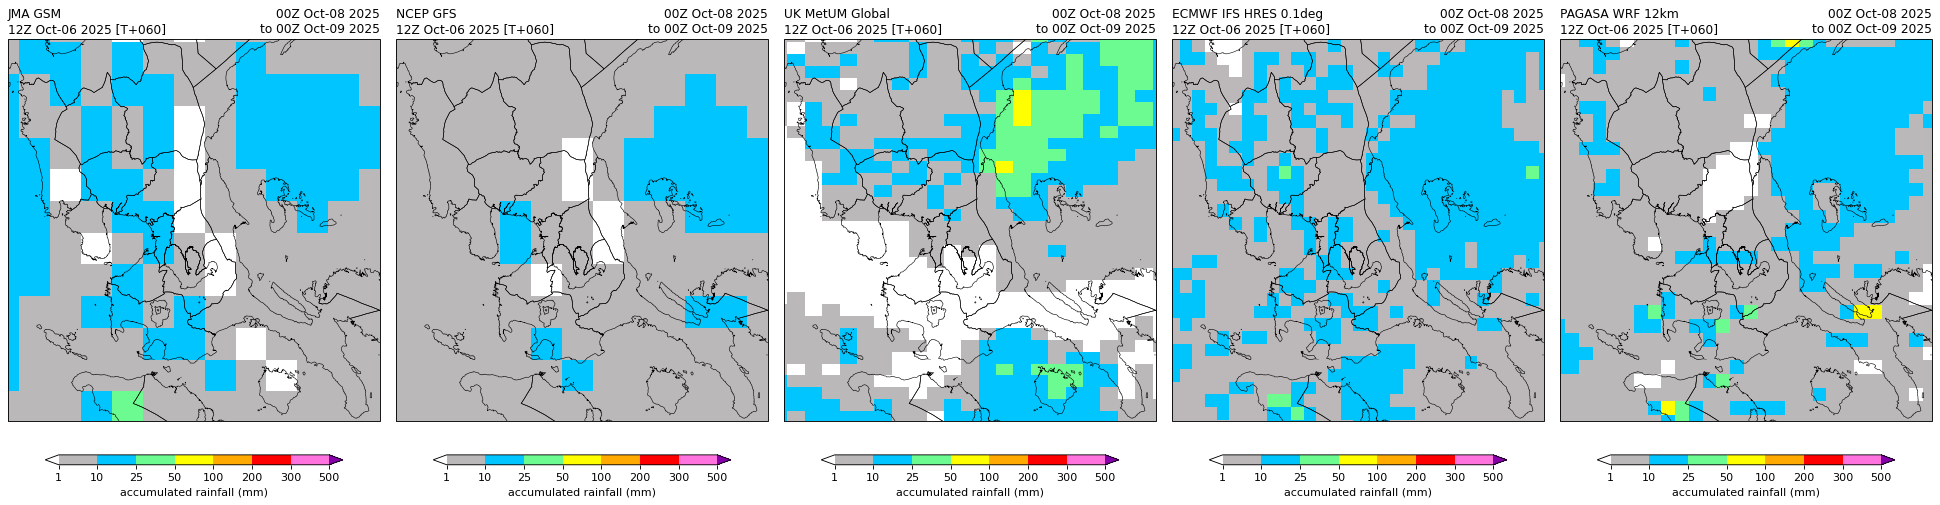 JMA GSM 00Z Oct-08 2025
12Z Oct-06 2025 [T+060] to 00Z Oct-09 2025
NCEP GFS 00Z Oct-08 2025
12Z Oct-06 2025 [T+060] to 00Z Oct-09 2025
UK MetUM Global 00Z Oct-08 2025
12Z Oct-06 2025 [T+060] to 00Z Oct-09 2025
ECMWF IFS HRES 0.1deg 00Z Oct-08 2025
12Z Oct-06 2025 [T+060] to 00Z Oct-09 2025
PAGASA WRF 12km 00Z Oct-08 2025
12Z Oct-06 2025 [T+060] to 00Z Oct-09 2025
1 10 25 50 100 200 300 500
accumulated rainfall (mm)
1 10 25 50 100 200 300 500
accumulated rainfall (mm)
1 10 25 50 100 200 300 500
accumulated rainfall (mm)
1 10 25 50 100 200 300 500
accumulated rainfall (mm)
1 10 25 50 100 200 300 500
accumulated rainfall (mm)